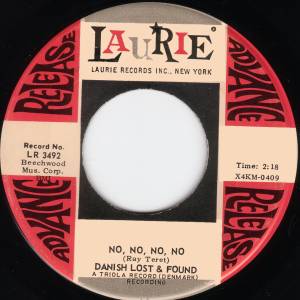 LAURIE
LAURIE RECORDS INC., NEW YORK
ADVANCE RELEASE
ADVANCE RELEASE
Record No.
LR 3492
Beechwood
Mus. Corp.
BMI
Time: 2:18
X4KM-0409
NO, NO, NO, NO
(Ray Teret)
DANISH LOST & FOUND
A TRIOLA RECORD (DENMARK)
RECORDING